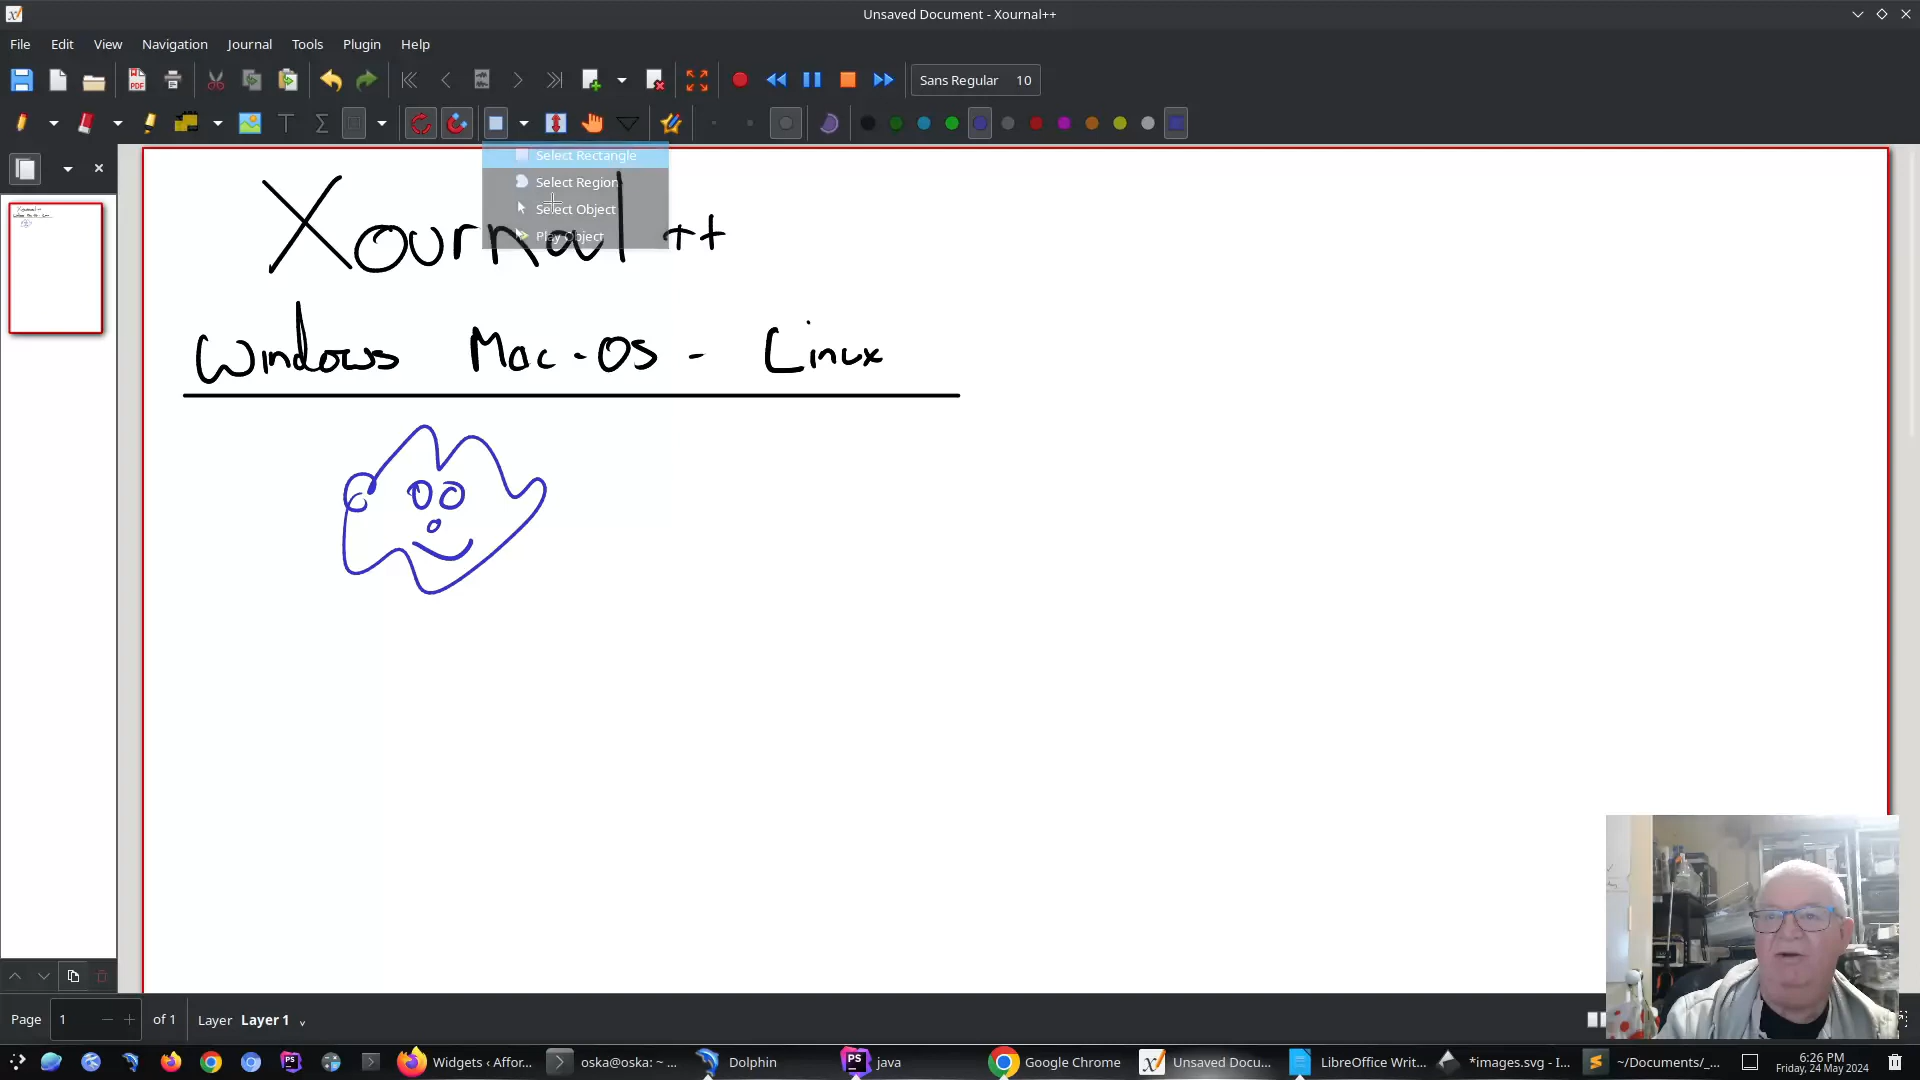 Unsaved Document - Xournal++
File Edit View Navigation Journal Tools Plugin Help
PDF
Sans Regular 10
Select Rectangle
Select Region
Select Object
Play Object
Xournal ++
Windows Mac-OS - Linux
Page 1 of 1 Layer Layer 1
Widgets ‹ Affor... oska@oska: ~ ... Dolphin java Google Chrome Unsaved Docu... LibreOffice Writ... *images.svg - I... ~/Documents/_... 6:26 PM
Friday, 24 May 2024